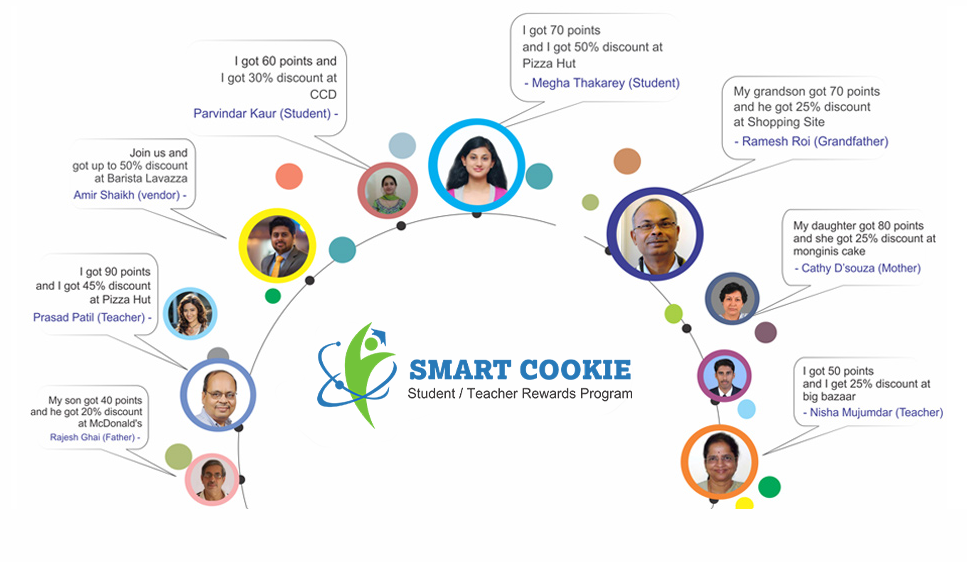 I got 70 points
and I got 50% discount at
Pizza Hut
- Megha Thakarey (Student)
I got 60 points and
I got 30% discount at
CCD
Parvindar Kaur (Student) -
My grandson got 70 points
and he got 25% discount
at Shopping Site
- Ramesh Roi (Grandfather)
Join us and
got up to 50% discount
at Barista Lavazza
Amir Shaikh (vendor) -
My daughter got 80 points
and she got 25% discount at
monginis cake
- Cathy D'souza (Mother)
I got 90 points
and I got 45% discount
at Pizza Hut
Prasad Patil (Teacher) -
SMART COOKIE
Student / Teacher Rewards Program
I got 50 points
and I get 25% discount at
big bazaar
- Nisha Mujumdar (Teacher)
My son got 40 points
and he got 20% discount
at McDonald's
Rajesh Ghai (Father) -